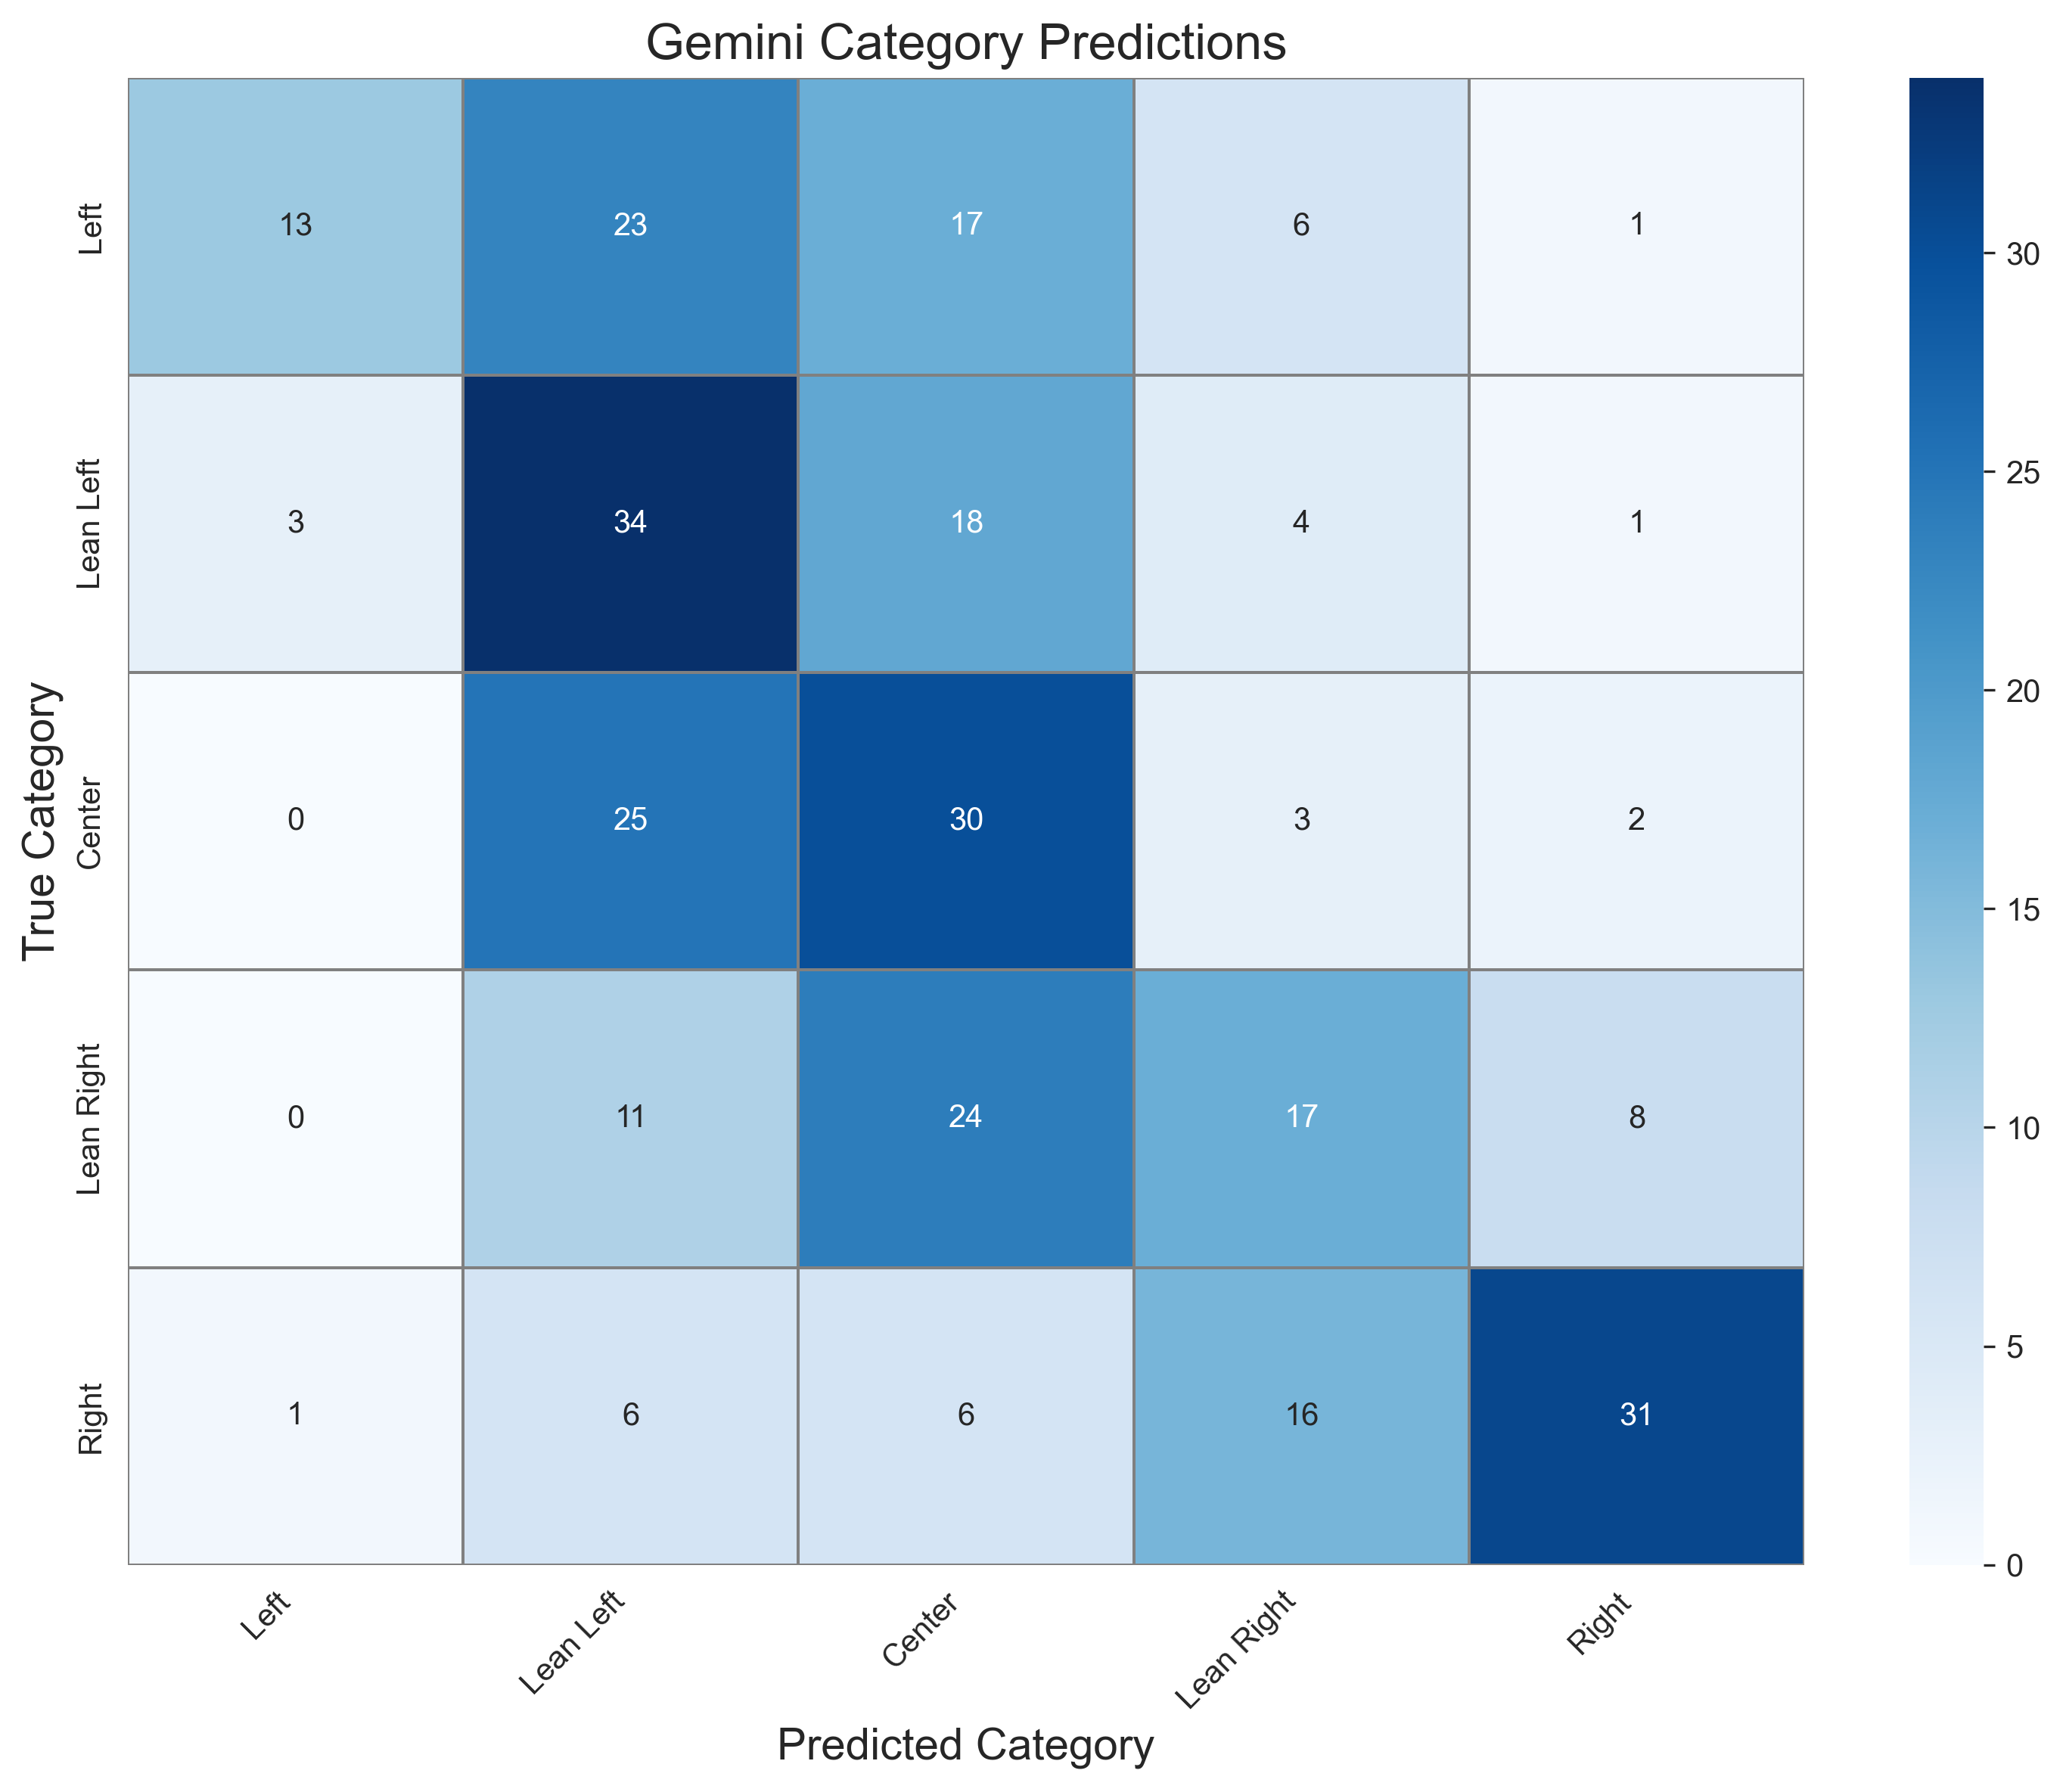 Gemini Category Predictions
True Category
Left
13 23 17 6 1
Lean Left
3 34 18 4 1
Center
0 25 30 3 2
Lean Right
0 11 24 17 8
Right
1 6 6 16 31
Left
Lean Left
Center
Lean Right
Right
Predicted Category
30
25
20
15
10
5
0